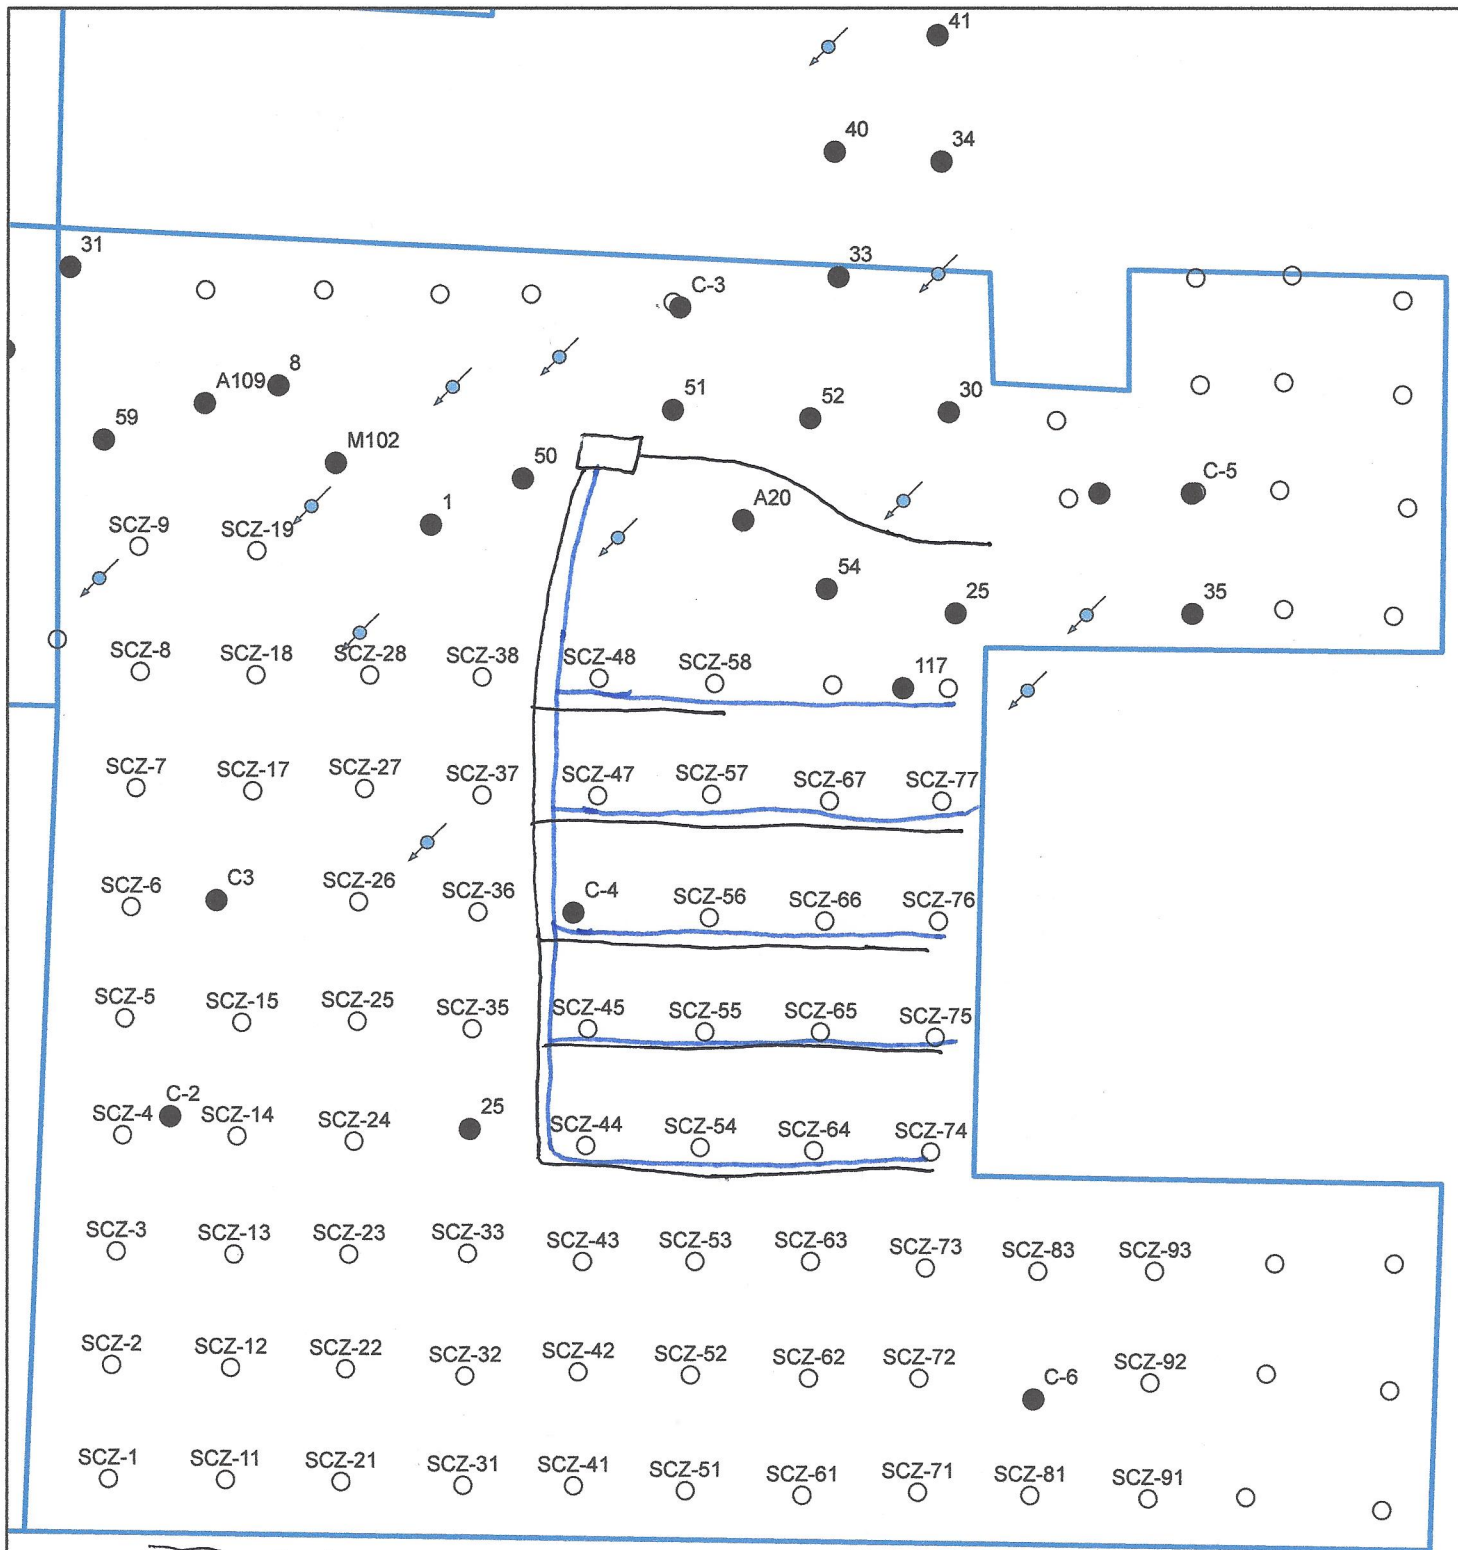 41
40 34
31 33
C-3
A109 8 51 52 30
59 M102 50 C-5
1 A20
SCZ-9 SCZ-19
54 25 35
SCZ-8 SCZ-18 SCZ-28 SCZ-38 SCZ-48 SCZ-58 117
SCZ-7 SCZ-17 SCZ-27 SCZ-37 SCZ-47 SCZ-57 SCZ-67 SCZ-77
SCZ-6 C3 SCZ-26 SCZ-36 C-4 SCZ-56 SCZ-66 SCZ-76
SCZ-5 SCZ-15 SCZ-25 SCZ-35 SCZ-45 SCZ-55 SCZ-65 SCZ-75
SCZ-4 C-2 SCZ-14 SCZ-24 25 SCZ-44 SCZ-54 SCZ-64 SCZ-74
SCZ-3 SCZ-13 SCZ-23 SCZ-33 SCZ-43 SCZ-53 SCZ-63 SCZ-73 SCZ-83 SCZ-93
SCZ-2 SCZ-12 SCZ-22 SCZ-32 SCZ-42 SCZ-52 SCZ-62 SCZ-72 C-6 SCZ-92
SCZ-1 SCZ-11 SCZ-21 SCZ-31 SCZ-41 SCZ-51 SCZ-61 SCZ-71 SCZ-81 SCZ-91